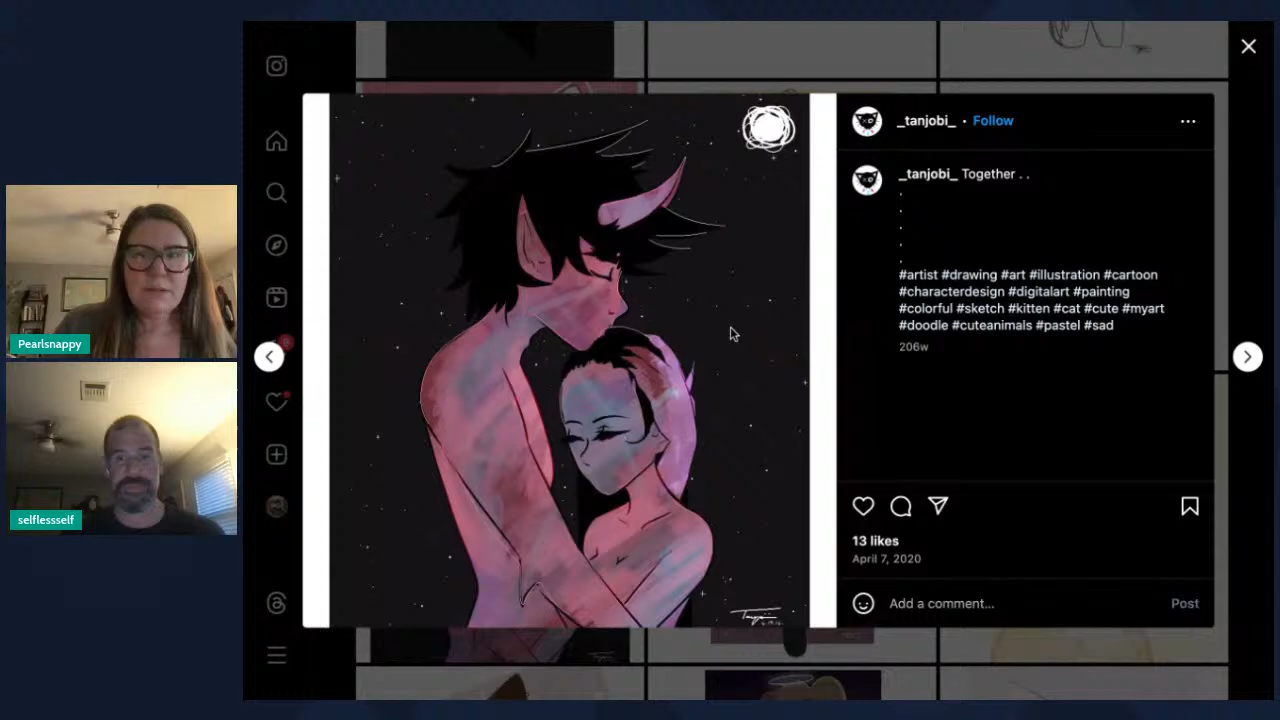 Pearlsnappy
selflessself
_tanjobi_ • Follow
_tanjobi_ Together . .
.
.
.
.
.
#artist #drawing #art #illustration #cartoon
#characterdesign #digitalart #painting
#colorful #sketch #kitten #cat #cute #myart
#doodle #cuteanimals #pastel #sad
206w
13 likes
April 7, 2020
Add a comment...
Post